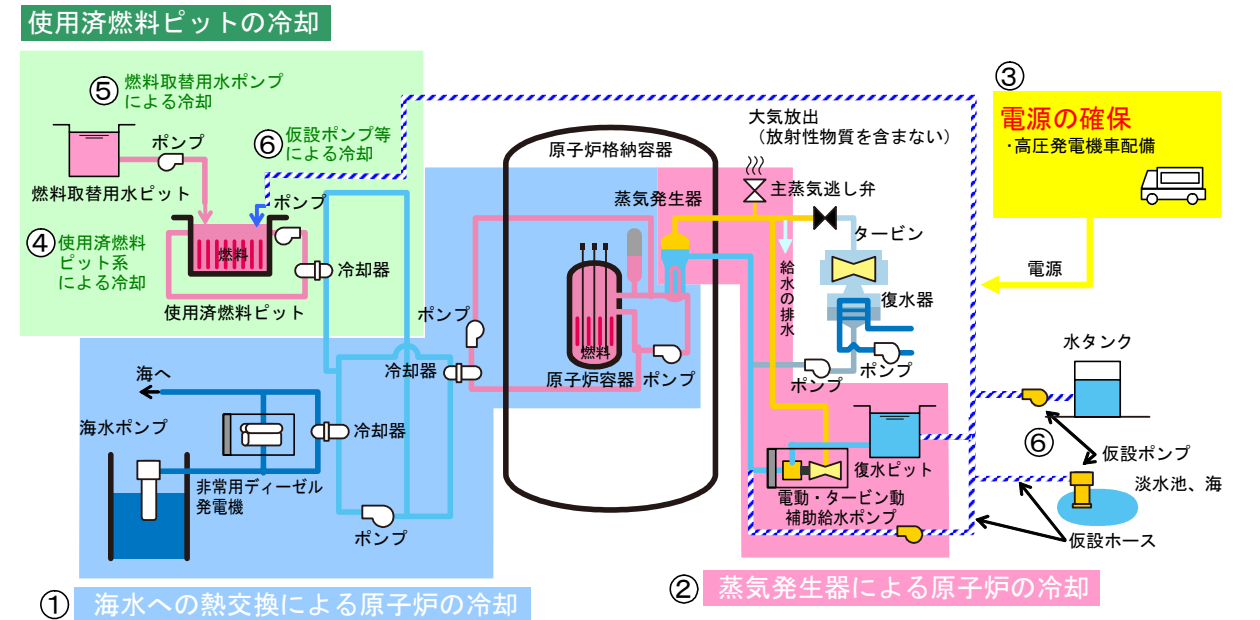 使用済燃料ピットの冷却
⑤
燃料取替用水ポンプ
による冷却
ポンプ
⑥
仮設ポンプ等
による冷却
燃料取替用水ピット
ポンプ
④
使用済燃料
ピット系
による冷却
燃料
冷却器
使用済燃料ピット
原子炉格納容器
蒸気発生器
大気放出
(放射性物質を含まない)
主蒸気逃し弁
タービン
給水の排水
復水器
③
電源の確保
・高圧発電機車配備
電源
ポンプ
冷却器
燃料
原子炉容器
ポンプ
ポンプ
ポンプ
水タンク
海へ
海水ポンプ
冷却器
非常用ディーゼル
発電機
ポンプ
復水ピット
電動・タービン動
補助給水ポンプ
⑥
仮設ポンプ
淡水池、海
仮設ホース
① 海水への熱交換による原子炉の冷却
② 蒸気発生器による原子炉の冷却